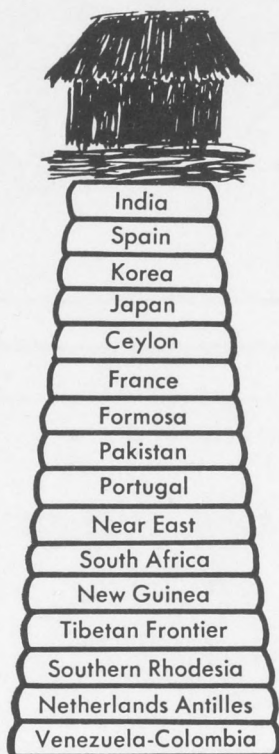 India
Spain
Korea
Japan
Ceylon
France
Formosa
Pakistan
Portugal
Near East
South Africa
New Guinea
Tibetan Frontier
Southern Rhodesia
Netherlands Antilles
Venezuela-Colombia